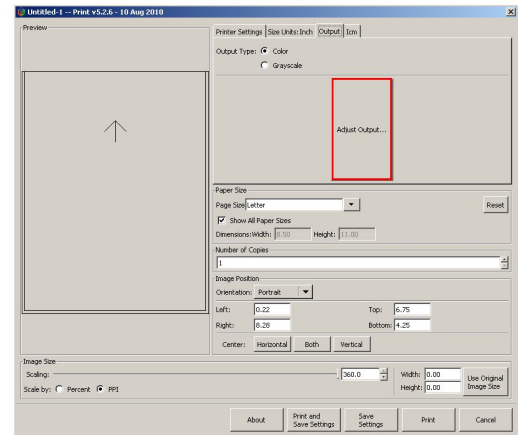 Untitled-1 -- Print v5.2.6 - 10 Aug 2010
Preview
Printer Settings Size Units: Inch Output Icm
Output Type: Color
Grayscale
Adjust Output...
Paper Size
Page Size Letter
Reset
Show All Paper Sizes
Dimensions: Width: 8.50 Height: 11.00
Number of Copies
1
Image Position
Orientation: Portrait
Left: 0.22 Top: 6.75
Right: 8.28 Bottom: 4.25
Center: Horizontal Both Vertical
Image Size
Scaling: 360.0 Width: 0.00
Scale by: Percent PPI Height: 0.00
Use Original
Image Size
About
Print and
Save Settings
Save
Settings
Print
Cancel